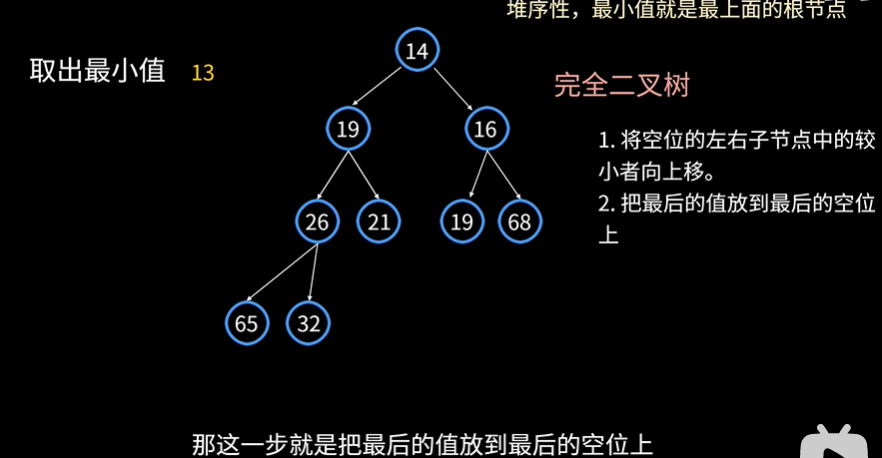 堆序性，最小值就是最上面的根节点
取出最小值 13
完全二叉树
1. 将空位的左右子节点中的较
小者向上移。
2. 把最后的值放到最后的空位
上
14
19 16
26 21 19 68
65 32
那这一步就是把最后的值放到最后的空位上